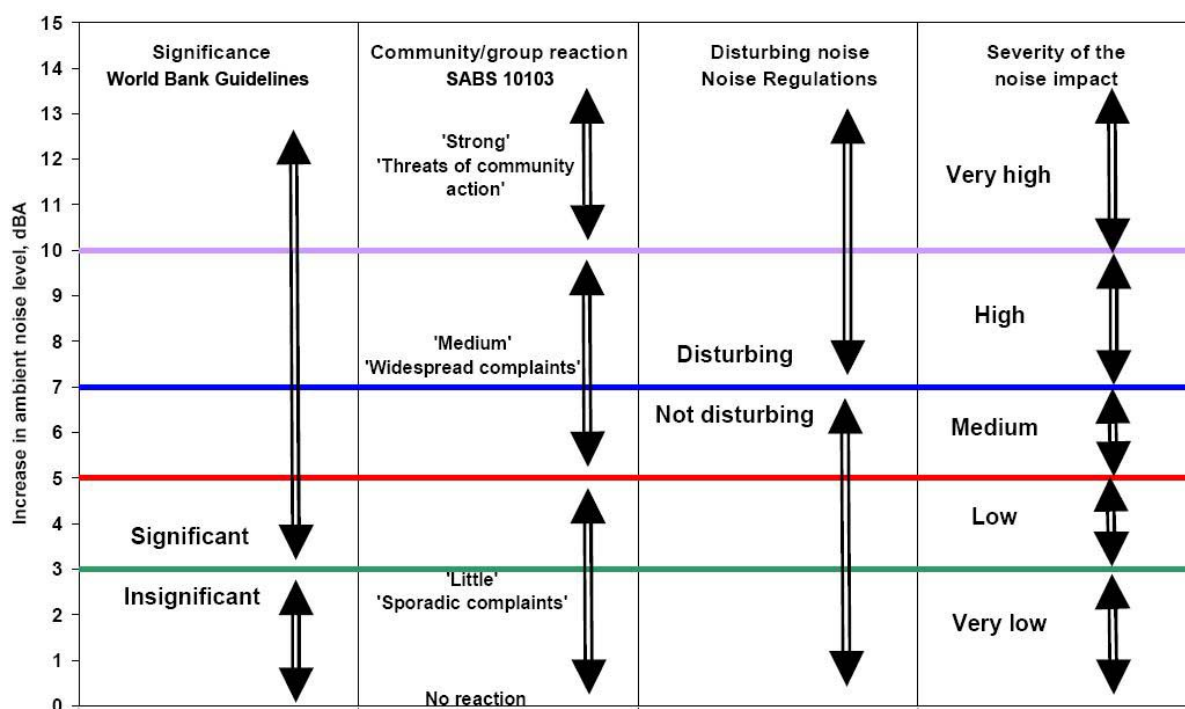 Significance
World Bank Guidelines
Community/group reaction
SABS 10103
Disturbing noise
Noise Regulations
Severity of the
noise impact
Increase in ambient noise level, dBA
15
14
13
12
11
10
9
8
7
6
5
4
3
2
1
0
Significant
Insignificant
'Strong'
'Threats of community
action'
'Medium'
'Widespread complaints'
'Little'
'Sporadic complaints'
No reaction
Disturbing
Not disturbing
Very high
High
Medium
Low
Very low